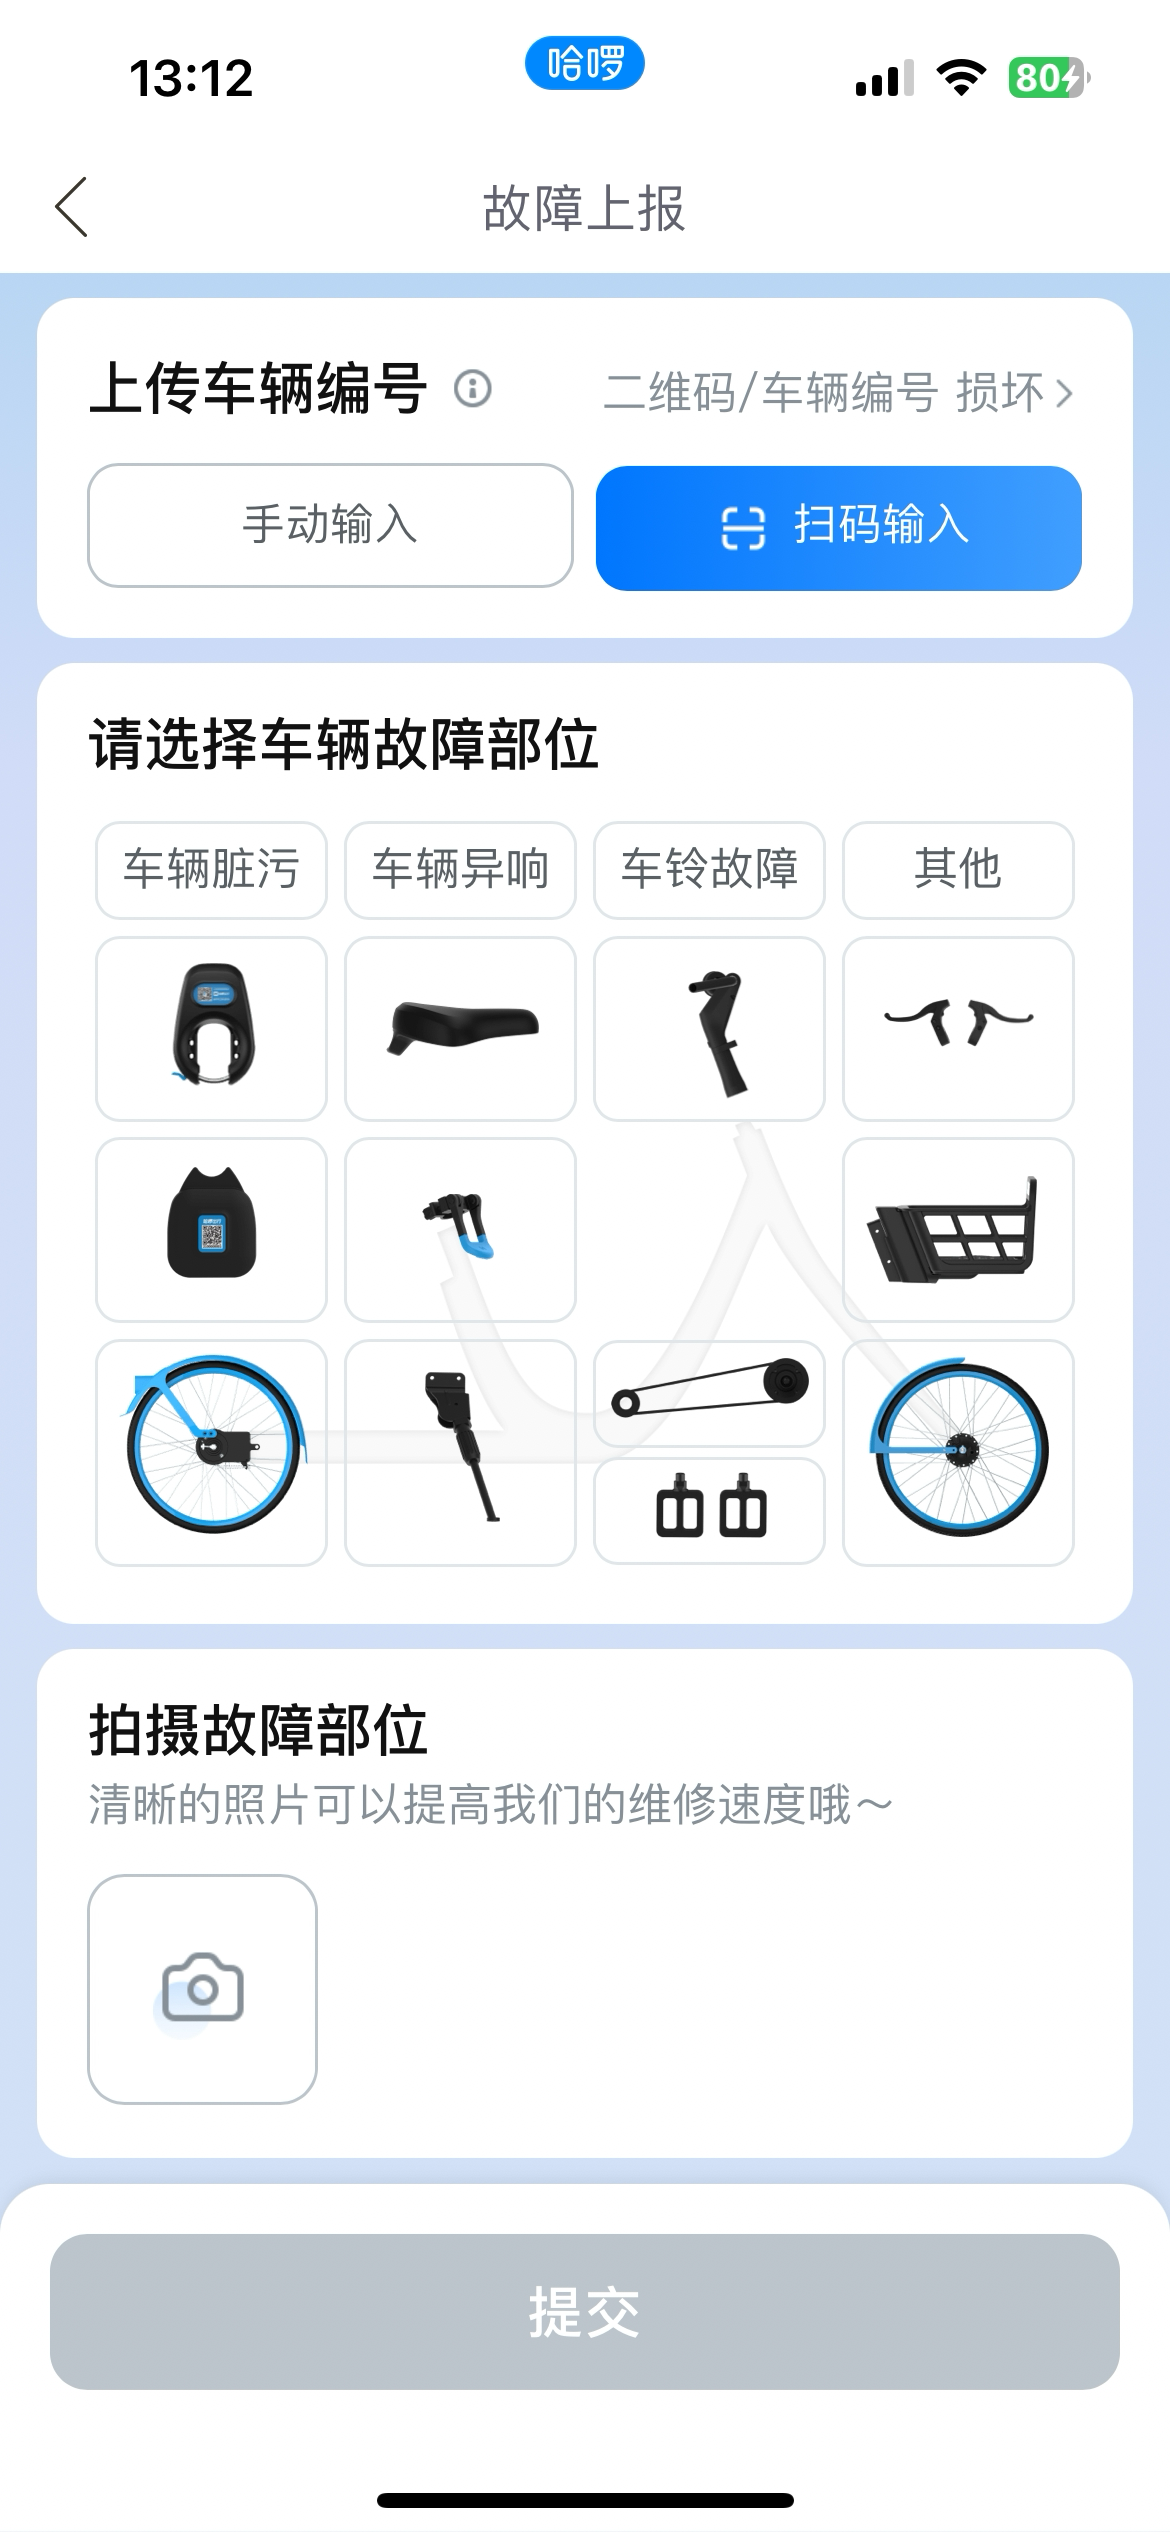 13:12
哈啰
80
故障上报
上传车辆编号
二维码/车辆编号 损坏
手动输入
扫码输入
请选择车辆故障部位
车辆脏污
车辆异响
车铃故障
其他
拍摄故障部位
清晰的照片可以提高我们的维修速度哦～
提交